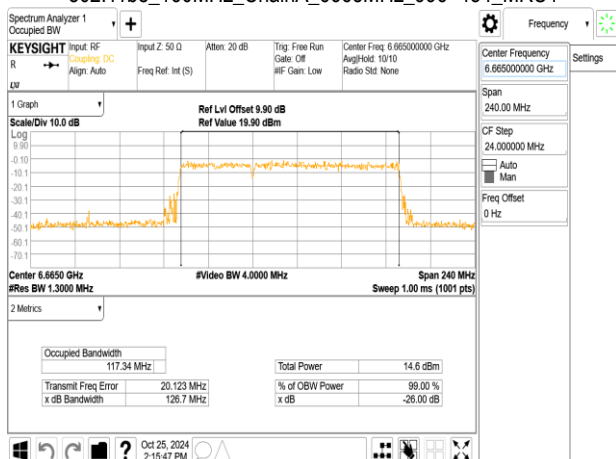 Spectrum Analyzer 1
Occupied BW
Frequency
KEYSIGHT
Input: RF
Coupling: DC
Align: Auto
Input Z: 50 Ω
Freq Ref: Int (S)
Atten: 20 dB
Trig: Free Run
Gate: Off
#IF Gain: Low
Center Freq: 6.665000000 GHz
Avg|Hold: 10/10
Radio Std: None
R
LXI
Center Frequency
6.665000000 GHz
Settings
Span
240.00 MHz
CF Step
24.000000 MHz
Auto
Man
Freq Offset
0 Hz
1 Graph
Scale/Div 10.0 dB
Ref Lvl Offset 9.90 dB
Ref Value 19.90 dBm
Log
9.90
-0.10
-10.1
-20.1
-30.1
-40.1
-50.1
-60.1
-70.1
Center 6.6650 GHz
#Video BW 4.0000 MHz
Span 240 MHz
#Res BW 1.3000 MHz
Sweep 1.00 ms (1001 pts)
2 Metrics
Occupied Bandwidth
117.34 MHz
Total Power 14.6 dBm
Transmit Freq Error 20.123 MHz
% of OBW Power 99.00 %
x dB Bandwidth 126.7 MHz
x dB -26.00 dB
Oct 25, 2024
2:15:47 PM